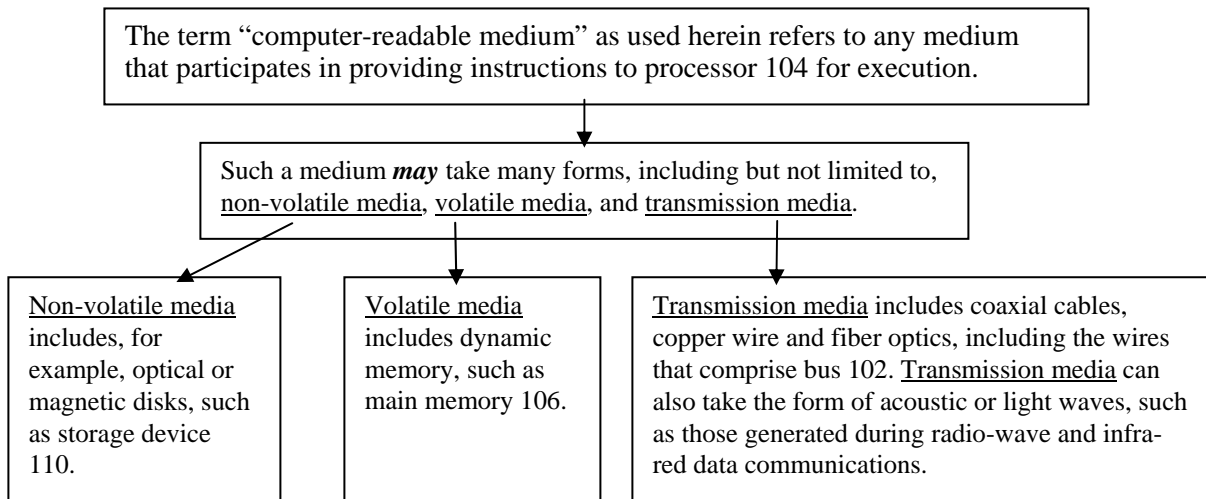 The term “computer-readable medium” as used herein refers to any medium
that participates in providing instructions to processor 104 for execution.
Such a medium may take many forms, including but not limited to,
non-volatile media, volatile media, and transmission media.
Non-volatile media
includes, for
example, optical or
magnetic disks, such
as storage device
110.
Volatile media
includes dynamic
memory, such as
main memory 106.
Transmission media includes coaxial cables,
copper wire and fiber optics, including the wires
that comprise bus 102. Transmission media can
also take the form of acoustic or light waves, such
as those generated during radio-wave and infra-
red data communications.